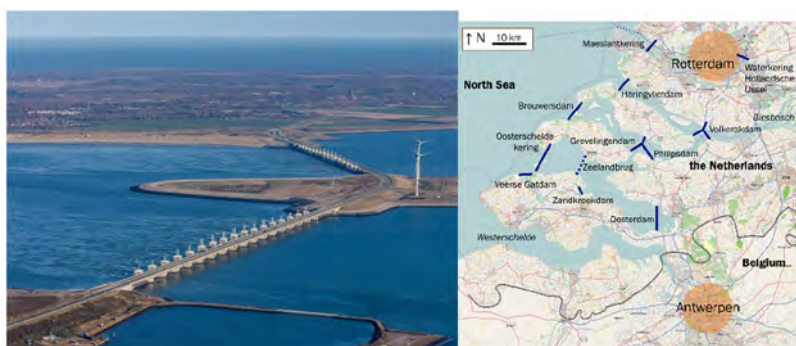 ↑ N 10 km
Maeslantkering
Rotterdam
Waterkering
Hollandsche
IJssel
North Sea
Haringvlietdam
Brouwersdam
Biesbosch
Oosterschelde
kering
Grevelingendam
Volkerakdam
Philipsdam
Zeelandbrug
the Netherlands
Veerse Gatdam
Zandkreekdam
Oesterdam
Westerschelde
Belgium
Antwerpen